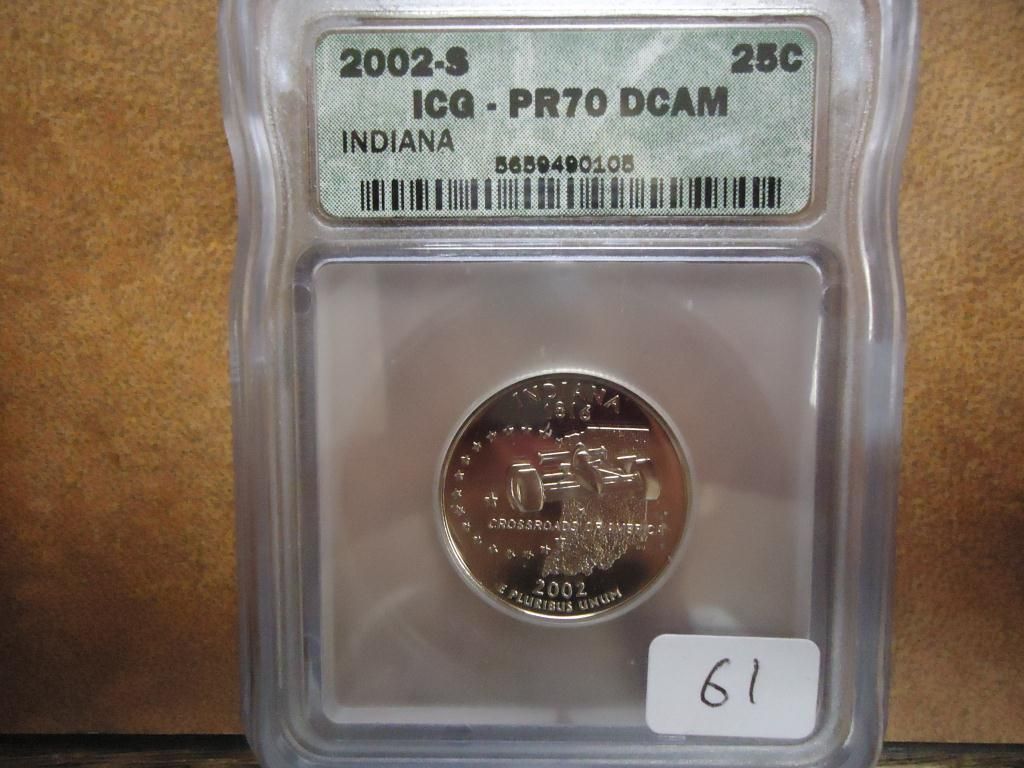 2002-S 25C
ICG - PR70 DCAM
INDIANA
5659490105
INDIANA
1816
CROSSROADS OF AMERICA
2002
E PLURIBUS UNUM
61